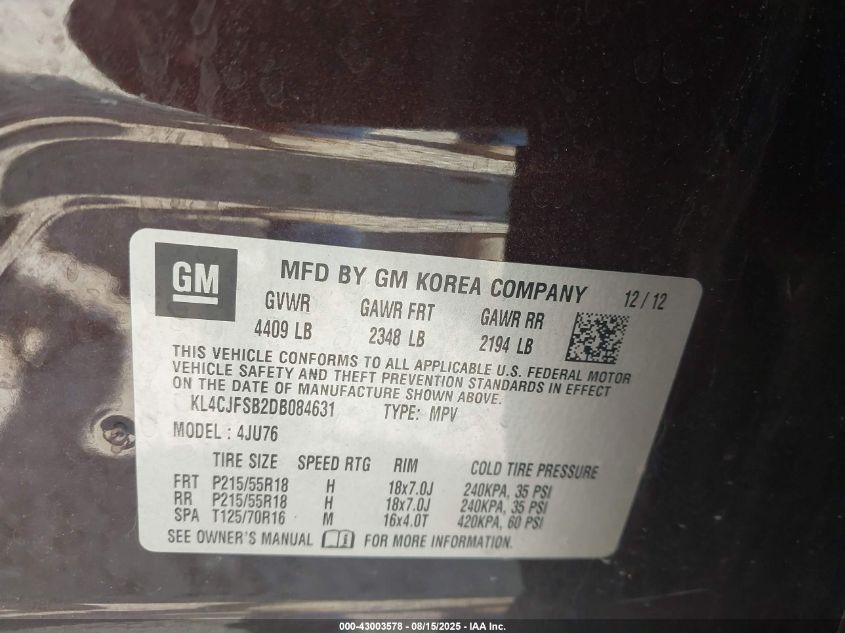 GM
MFD BY GM KOREA COMPANY 12/12
GVWR GAWR FRT GAWR RR
4409 LB 2348 LB 2194 LB
THIS VEHICLE CONFORMS TO ALL APPLICABLE U.S. FEDERAL MOTOR
VEHICLE SAFETY AND THEFT PREVENTION STANDARDS IN EFFECT
ON THE DATE OF MANUFACTURE SHOWN ABOVE.
KL4CJFSB2DB084631 TYPE: MPV
MODEL : 4JU76
TIRE SIZE SPEED RTG RIM COLD TIRE PRESSURE
FRT P215/55R18 H 18x7.0J 240KPA, 35 PSI
RR P215/55R18 H 18x7.0J 240KPA, 35 PSI
SPA T125/70R16 M 16x4.0T 420KPA, 60 PSI
SEE OWNER'S MANUAL FOR MORE INFORMATION.
000-43003578 - 08/15/2025 - IAA Inc.